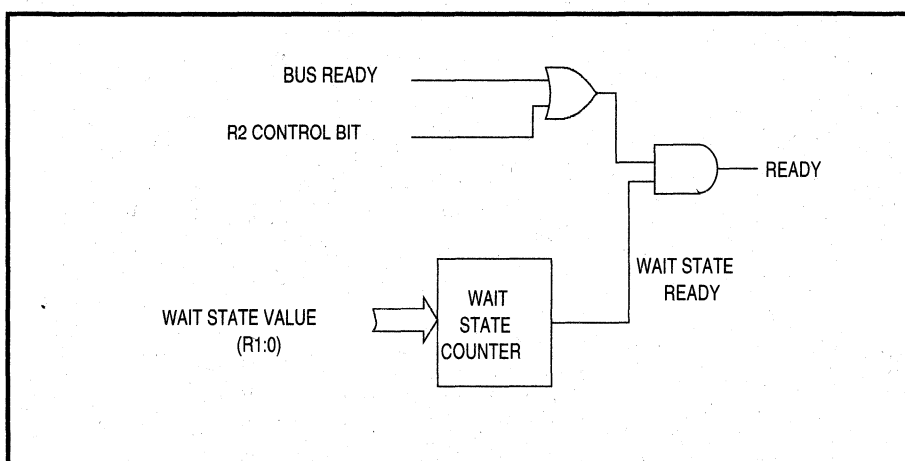 BUS READY
R2 CONTROL BIT
READY
WAIT STATE
READY
WAIT STATE VALUE
(R1:0)
WAIT
STATE
COUNTER